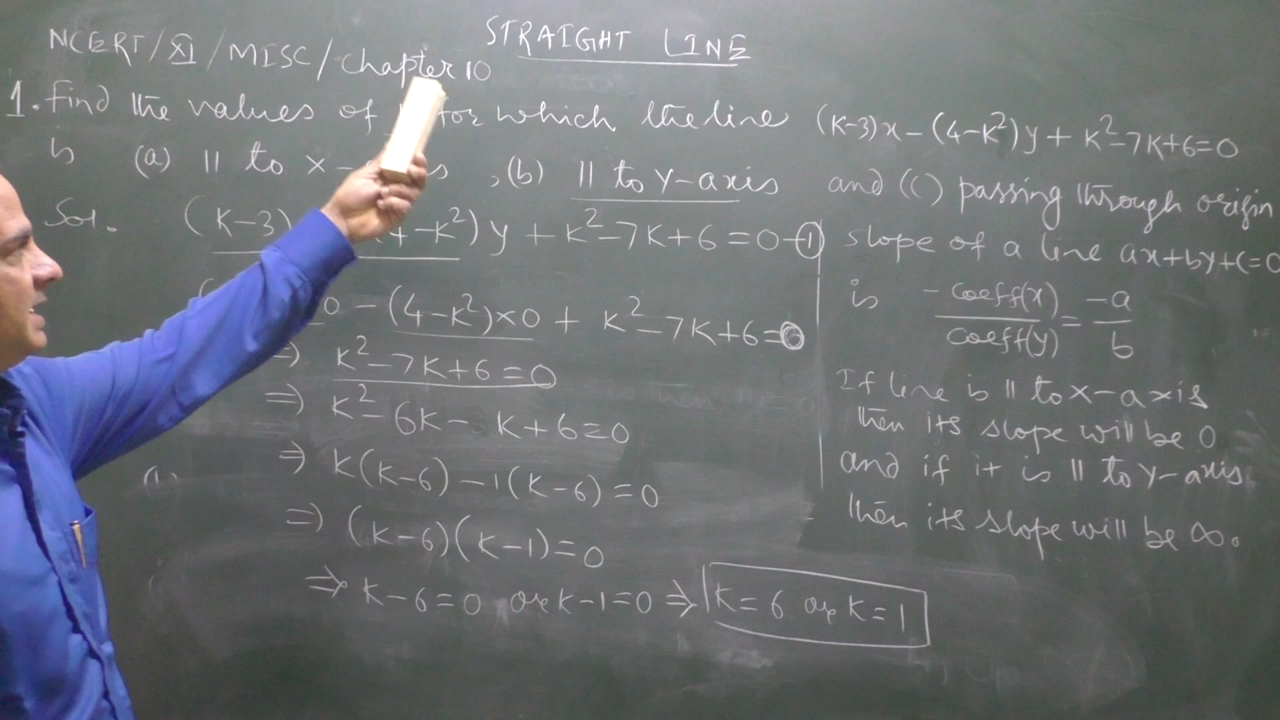 STRAIGHT LINE
NCERT/XI/MISC/Chapter 10
1. Find the values of for which the line (K-3)x-(4-K²)y+K²-7K+6=0
is (a) || to x- s, (b) || to Y-axis and (C) passing through origin
Sol. (K-3) 4-K²)y+K²-7K+6=0-①
0-(4-K²)×0+K²-7K+6=0
=) K²-7K+6=0
=) K²-6K-K+6=0
=) K(K-6)-1(K-6)=0
=) (K-6)(K-1)=0
=> K-6=0 or K-1=0 => K=6 or K=1
slope of a line ax+by+c=0
is -coeff(x)/coeff(y) = -a/b
If line is || to x-axis
then its slope will be 0
and if it is || to Y-axis
then its slope will be ∞.